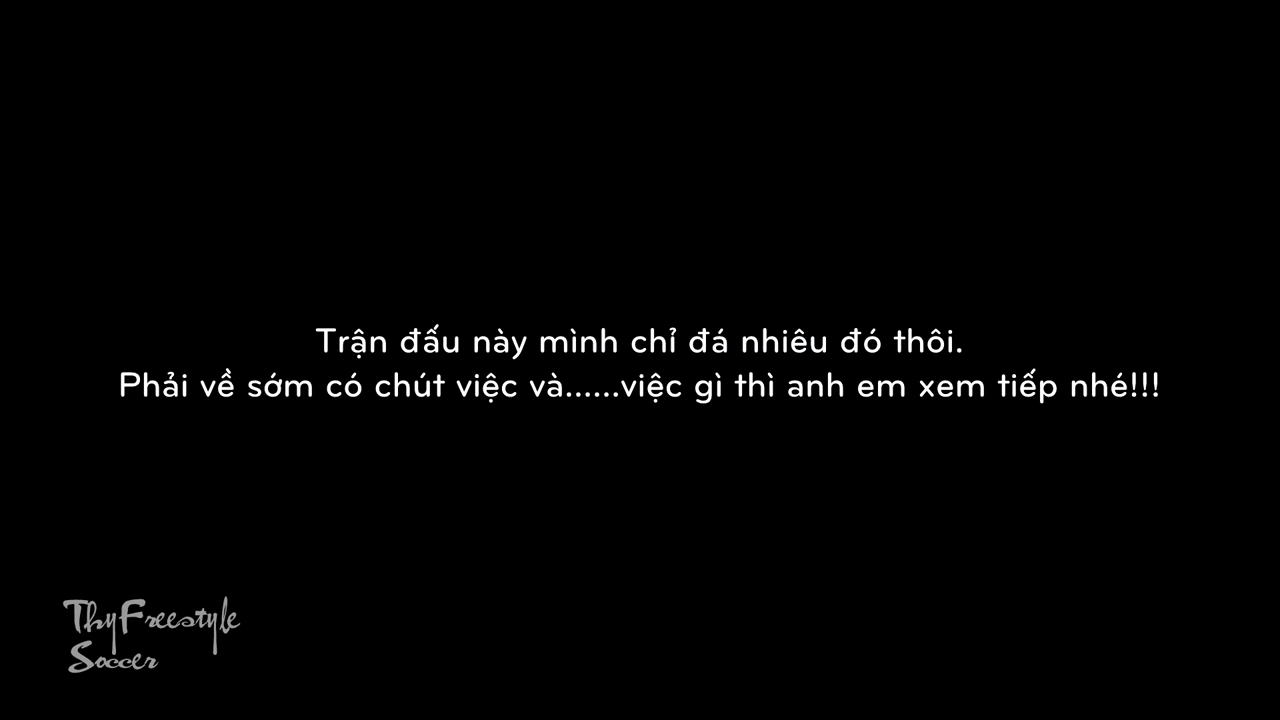 Trận đấu này mình chỉ đá nhiêu đó thôi.
Phải về sớm có chút việc và......việc gì thì anh em xem tiếp nhé!!!
ThyFreestyle
Soccer